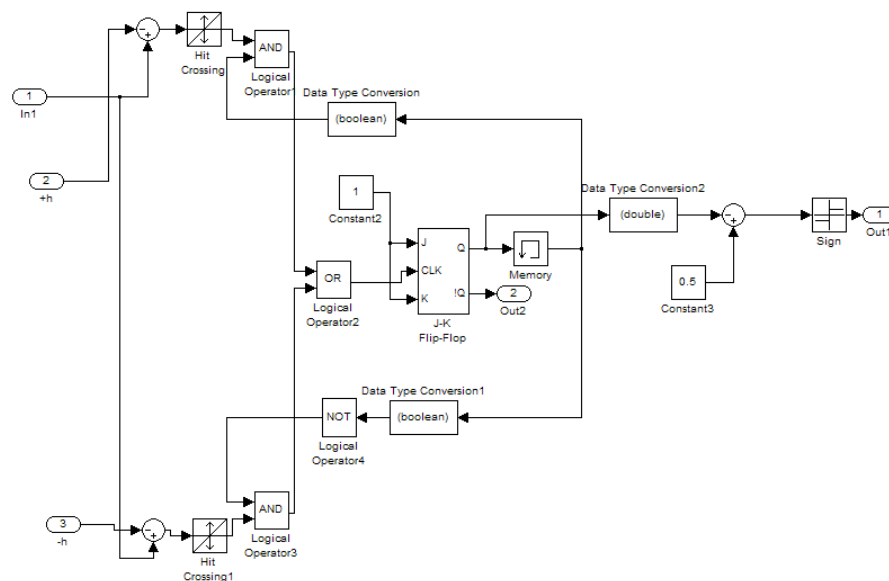 Hit
Crossing
AND
Logical
Operator1
1
In1
Data Type Conversion
(boolean)
2
+h
1
Constant2
Data Type Conversion2
(double)
1
Out1
Sign
J
Q
CLK
K
!Q
Memory
OR
Logical
Operator2
2
Out2
0.5
Constant3
J-K
Flip-Flop
Data Type Conversion1
(boolean)
NOT
Logical
Operator4
AND
Logical
Operator3
3
-h
Hit
Crossing1